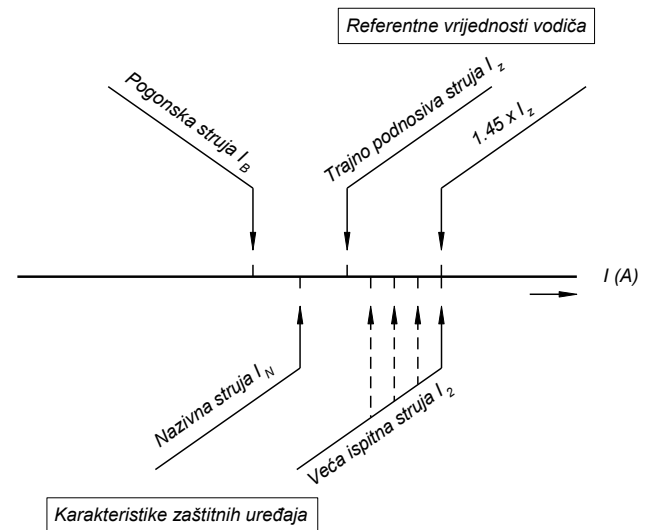 Referentne vrijednosti vodiča
Pogonska struja I_B
Trajno podnosiva struja I_z
1.45 x I_z
I (A)
Nazivna struja I_N
Veća ispitna struja I_2
Karakteristike zaštitnih uređaja